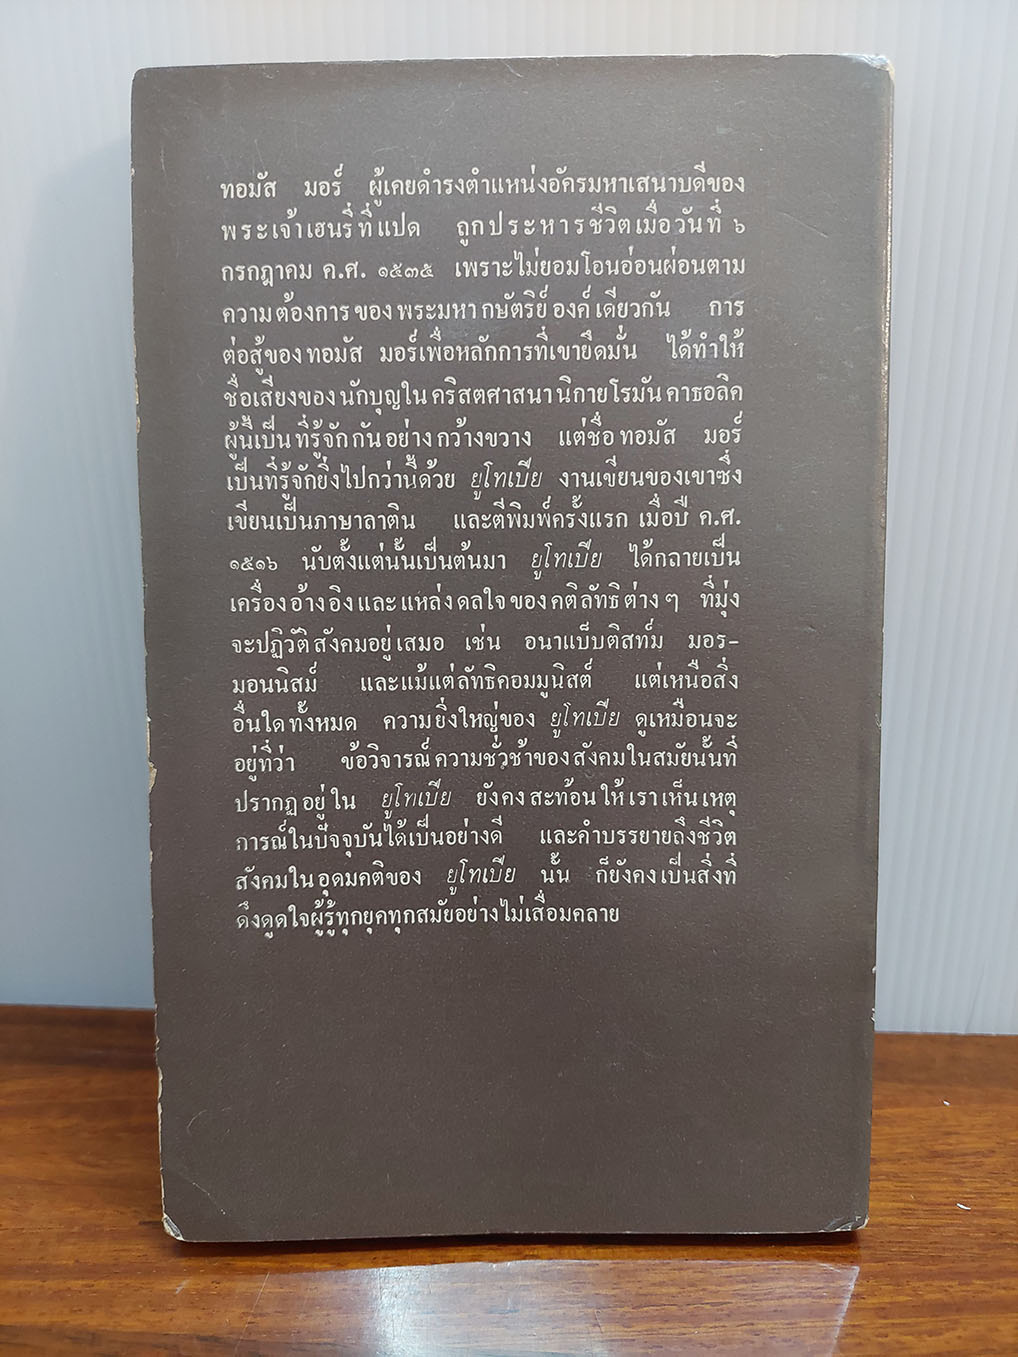 ทอมัส มอร์ ผู้เคยดำรงตำแหน่งอัครมหาเสนาบดีของ
พระเจ้าเฮนรี่ที่แปด ถูกประหารชีวิตเมื่อวันที่ ๖
กรกฎาคม ค.ศ. ๑๕๓๕ เพราะไม่ยอมโอนอ่อนผ่อนตาม
ความต้องการของพระมหากษัตริย์องค์เดียวกัน การ
ต่อสู้ของทอมัส มอร์เพื่อหลักการที่เขายึดมั่น ได้ทำให้
ชื่อเสียงของนักบุญในคริสตศาสนานิกายโรมันคาธอลิค
ผู้นี้เป็นที่รู้จักกันอย่างกว้างขวาง แต่ชื่อทอมัส มอร์
เป็นที่รู้จักยิ่งไปกว่านี้ด้วย ยูโทเปีย งานเขียนของเขาซึ่ง
เขียนเป็นภาษาลาติน และตีพิมพ์ครั้งแรก เมื่อปี ค.ศ.
๑๕๑๖ นับตั้งแต่นั้นเป็นต้นมา ยูโทเปีย ได้กลายเป็น
เครื่องอ้างอิงและแหล่งดลใจของคติลัทธิต่างๆ ที่มุ่ง
จะปฏิวัติสังคมอยู่เสมอ เช่น อนาแบ็บติสท์ม มอร-
มอนนิสม์ และแม้แต่ลัทธิคอมมูนิสต์ แต่เหนือสิ่ง
อื่นใดทั้งหมด ความยิ่งใหญ่ของ ยูโทเปีย ดูเหมือนจะ
อยู่ที่ว่า ข้อวิจารณ์ความชั่วช้าของสังคมในสมัยนั้นที่
ปรากฏอยู่ใน ยูโทเปีย ยังคงสะท้อนให้เราเห็นเหตุ
การณ์ในปัจจุบันได้เป็นอย่างดี และคำบรรยายถึงชีวิต
สังคมในอุดมคติของ ยูโทเปีย นั้น ก็ยังคงเป็นสิ่งที่
ดึงดูดใจผู้รู้ทุกยุคทุกสมัยอย่างไม่เสื่อมคลาย